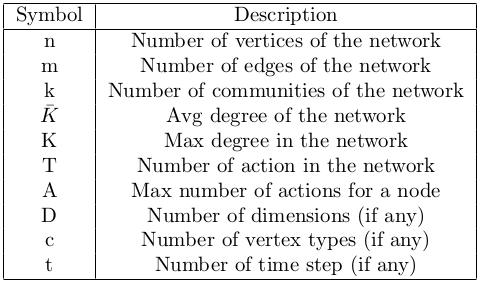 Symbol Description
n Number of vertices of the network
m Number of edges of the network
k Number of communities of the network
K̄ Avg degree of the network
K Max degree in the network
T Number of action in the network
A Max number of actions for a node
D Number of dimensions (if any)
c Number of vertex types (if any)
t Number of time step (if any)